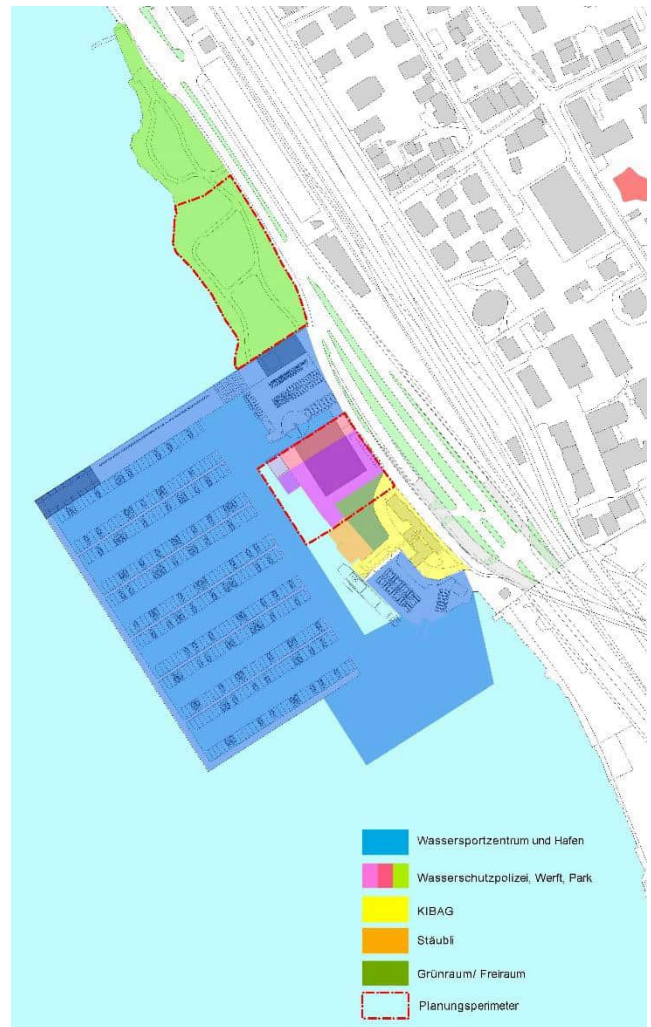 Wassersportzentrum und Hafen
Wasserschutzpolizei, Werft, Park
KIBAG
Stäubli
Grünraum/ Freiraum
Planungsperimeter